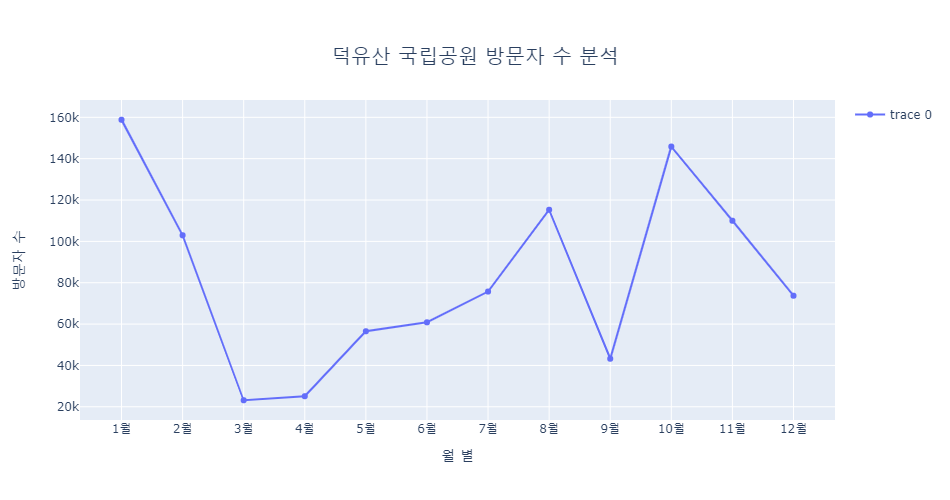 덕유산 국립공원 방문자 수 분석
160k
140k
120k
100k
80k
60k
40k
20k
방문자 수
1월 2월 3월 4월 5월 6월 7월 8월 9월 10월 11월 12월
월 별
trace 0